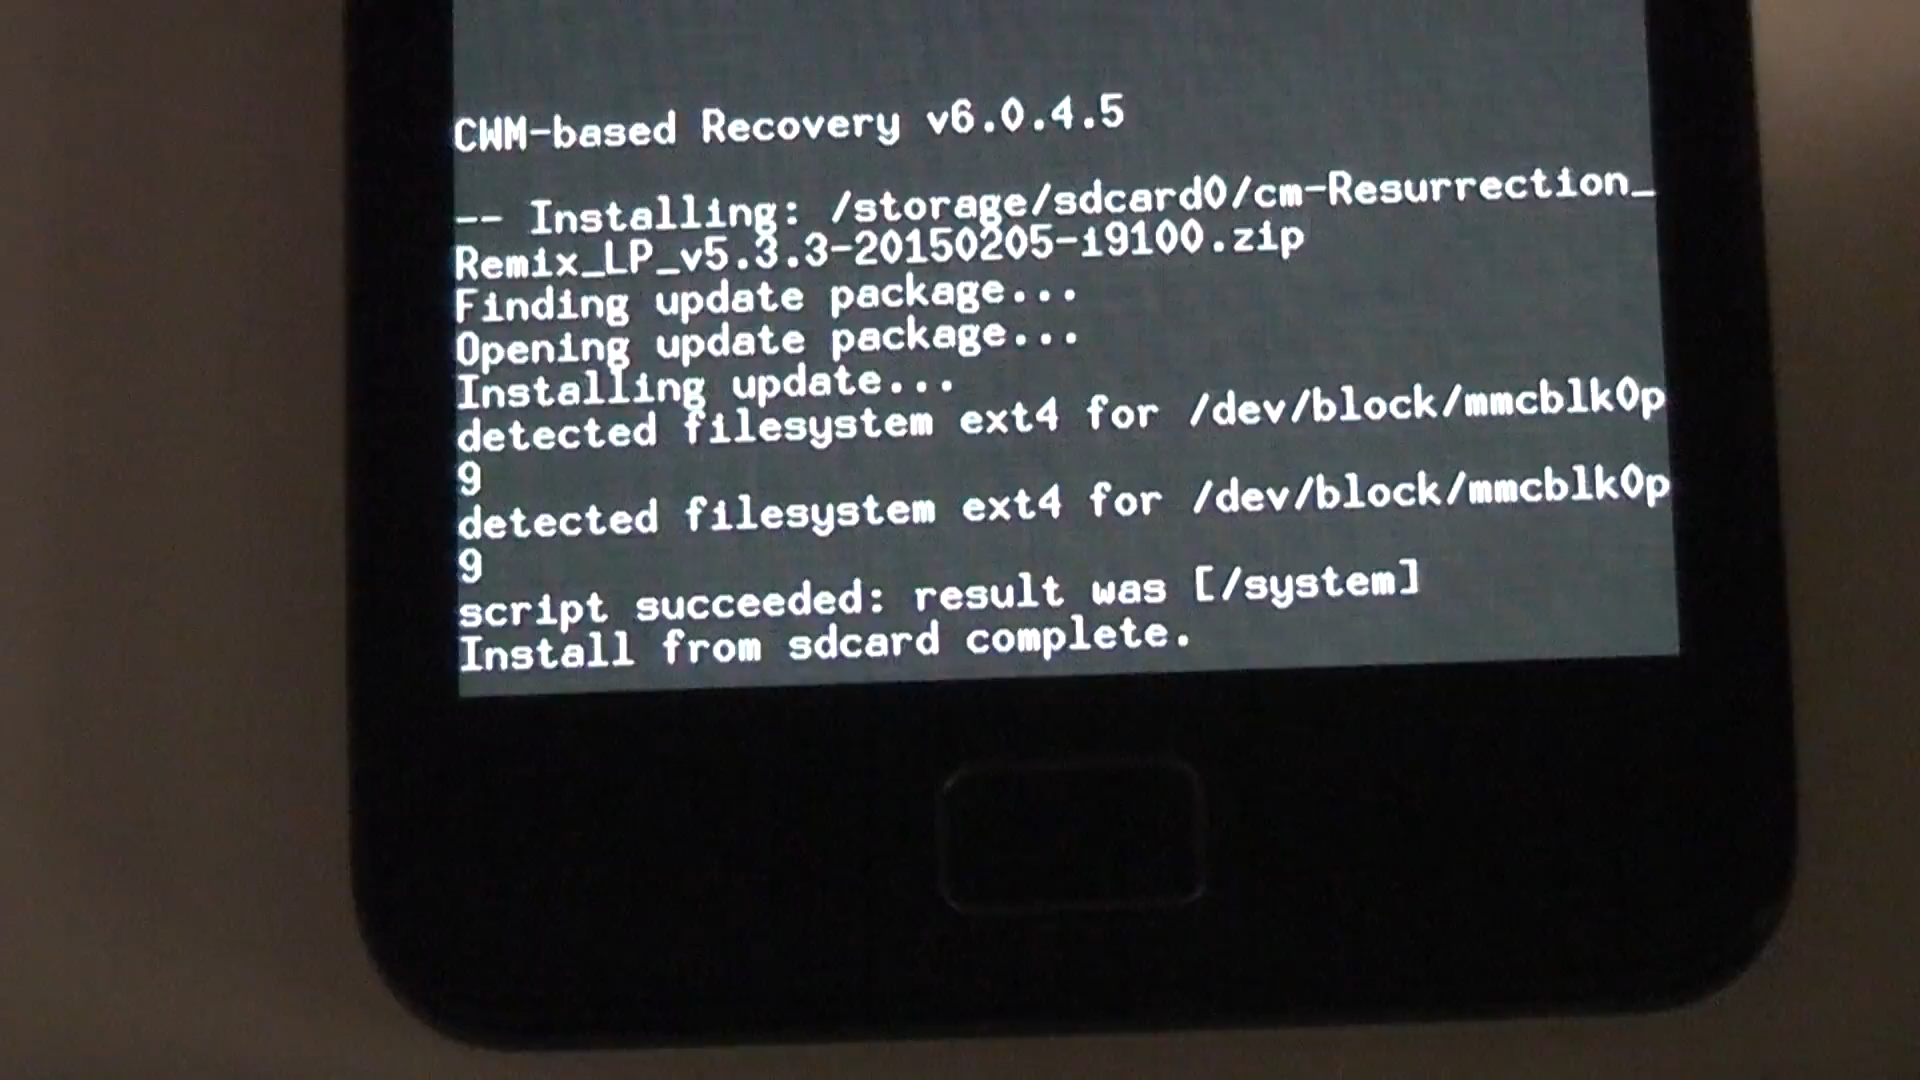 CWM-based Recovery v6.0.4.5
-- Installing: /storage/sdcard0/cm-Resurrection_
Remix_LP_v5.3.3-20150205-i9100.zip
Finding update package...
Opening update package...
Installing update...
detected filesystem ext4 for /dev/block/mmcblk0p
9
detected filesystem ext4 for /dev/block/mmcblk0p
9
script succeeded: result was [/system]
Install from sdcard complete.